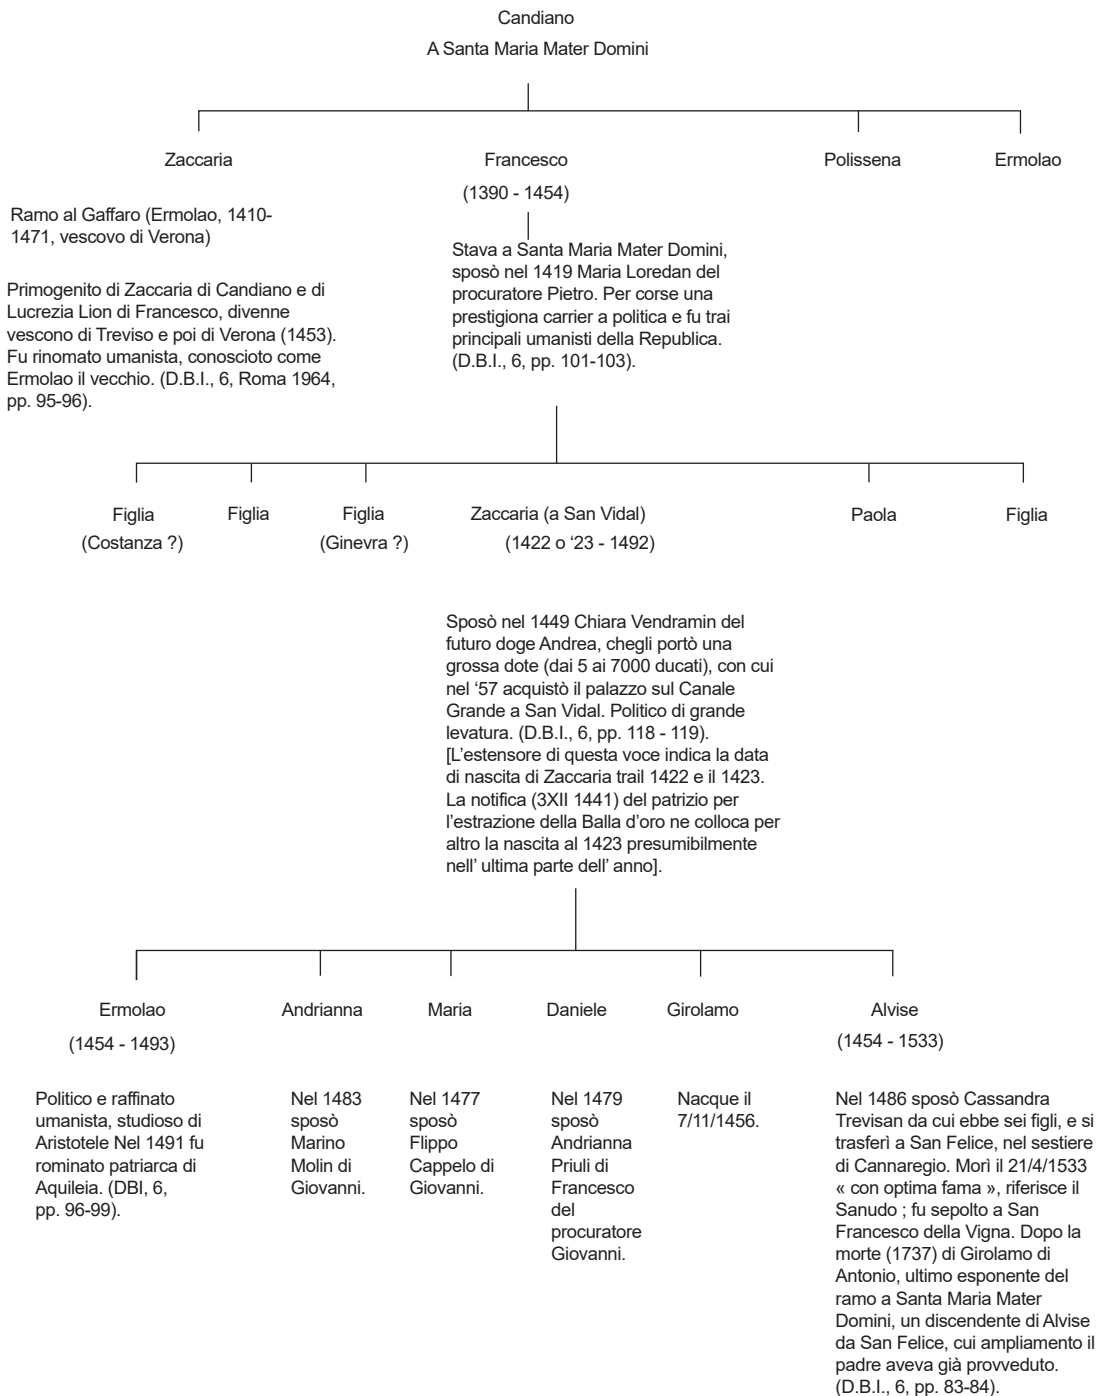 Candiano
A Santa Maria Mater Domini
Zaccaria
Francesco
Polissena
Ermolao
(1390 - 1454)
Ramo al Gaffaro (Ermolao, 1410-
1471, vescovo di Verona)
Primogenito di Zaccaria di Candiano e di
Lucrezia Lion di Francesco, divenne
vescono di Treviso e poi di Verona (1453).
Fu rinomato umanista, conoscioto come
Ermolao il vecchio. (D.B.I., 6, Roma 1964,
pp. 95-96).
Stava a Santa Maria Mater Domini,
sposò nel 1419 Maria Loredan del
procuratore Pietro. Per corse una
prestigiona carrier a politica e fu trai
principali umanisti della Republica.
(D.B.I., 6, pp. 101-103).
Figlia
(Costanza ?)
Figlia
Figlia
(Ginevra ?)
Zaccaria (a San Vidal)
(1422 o ‘23 - 1492)
Paola
Figlia
Sposò nel 1449 Chiara Vendramin del
futuro doge Andrea, chegli portò una
grossa dote (dai 5 ai 7000 ducati), con cui
nel ‘57 acquistò il palazzo sul Canale
Grande a San Vidal. Politico di grande
levatura. (D.B.I., 6, pp. 118 - 119).
[L’estensore di questa voce indica la data
di nascita di Zaccaria trail 1422 e il 1423.
La notifica (3XII 1441) del patrizio per
l’estrazione della Balla d’oro ne colloca per
altro la nascita al 1423 presumibilmente
nell’ ultima parte dell’ anno].
Ermolao
(1454 - 1493)
Politico e raffinato
umanista, studioso di
Aristotele Nel 1491 fu
rominato patriarca di
Aquileia. (DBI, 6,
pp. 96-99).
Andrianna
Nel 1483
sposò
Marino
Molin di
Giovanni.
Maria
Nel 1477
sposò
Flippo
Cappelo di
Giovanni.
Daniele
Nel 1479
sposò
Andrianna
Priuli di
Francesco
del
procuratore
Giovanni.
Girolamo
Nacque il
7/11/1456.
Alvise
(1454 - 1533)
Nel 1486 sposò Cassandra
Trevisan da cui ebbe sei figli, e si
trasferì a San Felice, nel sestiere
di Cannaregio. Morì il 21/4/1533
« con optima fama », riferisce il
Sanudo ; fu sepolto a San
Francesco della Vigna. Dopo la
morte (1737) di Girolamo di
Antonio, ultimo esponente del
ramo a Santa Maria Mater
Domini, un discendente di Alvise
da San Felice, cui ampliamento il
padre aveva già provveduto.
(D.B.I., 6, pp. 83-84).